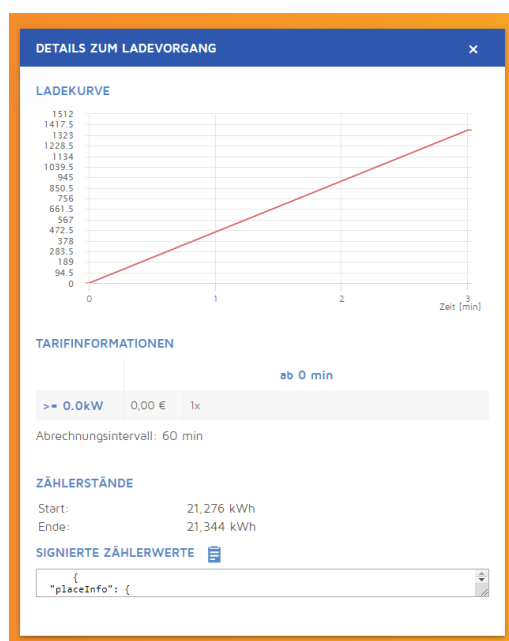 DETAILS ZUM LADEVORGANG ×
LADEKURVE
1512
1417.5
1323
1228.5
1134
1039.5
945
850.5
756
661.5
567
472.5
378
283.5
189
94.5
0
0 1 2 3
Zeit [min]
TARIFINFORMATIONEN
ab 0 min
>= 0.0kW 0,00 € 1x
Abrechnungsintervall: 60 min
ZÄHLERSTÄNDE
Start: 21,276 kWh
Ende: 21,344 kWh
SIGNIERTE ZÄHLERWERTE
{
"placeInfo": {